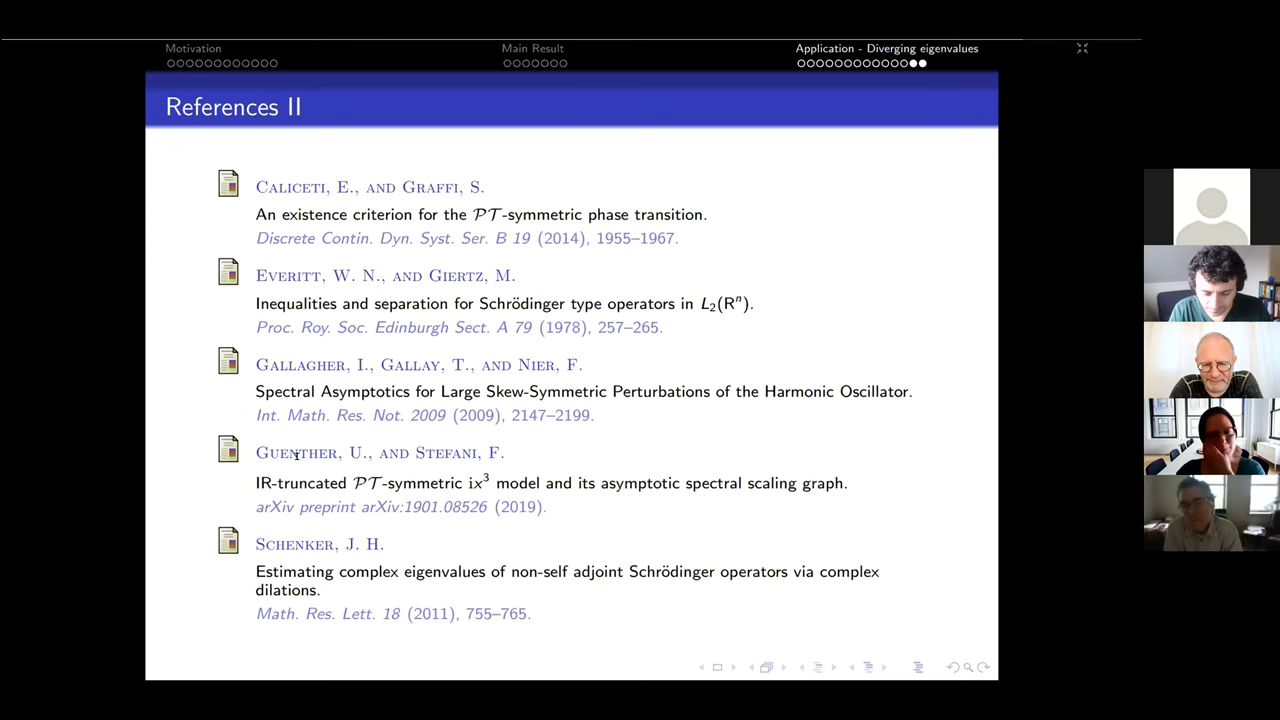 Motivation
Main Result
Application - Diverging eigenvalues
References II
Caliceti, E., and Graffi, S.
An existence criterion for the 𝒫𝒯-symmetric phase transition.
Discrete Contin. Dyn. Syst. Ser. B 19 (2014), 1955–1967.
Everitt, W. N., and Giertz, M.
Inequalities and separation for Schrödinger type operators in L₂(Rⁿ).
Proc. Roy. Soc. Edinburgh Sect. A 79 (1978), 257–265.
Gallagher, I., Gallay, T., and Nier, F.
Spectral Asymptotics for Large Skew-Symmetric Perturbations of the Harmonic Oscillator.
Int. Math. Res. Not. 2009 (2009), 2147–2199.
Guenther, U., and Stefani, F.
IR-truncated 𝒫𝒯-symmetric ix³ model and its asymptotic spectral scaling graph.
arXiv preprint arXiv:1901.08526 (2019).
Schenker, J. H.
Estimating complex eigenvalues of non-self adjoint Schrödinger operators via complex
dilations.
Math. Res. Lett. 18 (2011), 755–765.